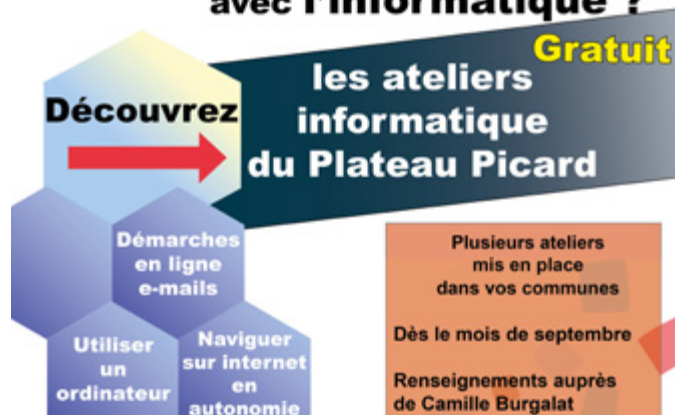 avec l'informatique ?
Gratuit
Découvrez
les ateliers
informatique
du Plateau Picard
Démarches
en ligne
e-mails
Utiliser
un
ordinateur
Naviguer
sur internet
en
autonomie
Plusieurs ateliers
mis en place
dans vos communes
Dès le mois de septembre
Renseignements auprès
de Camille Burgalat